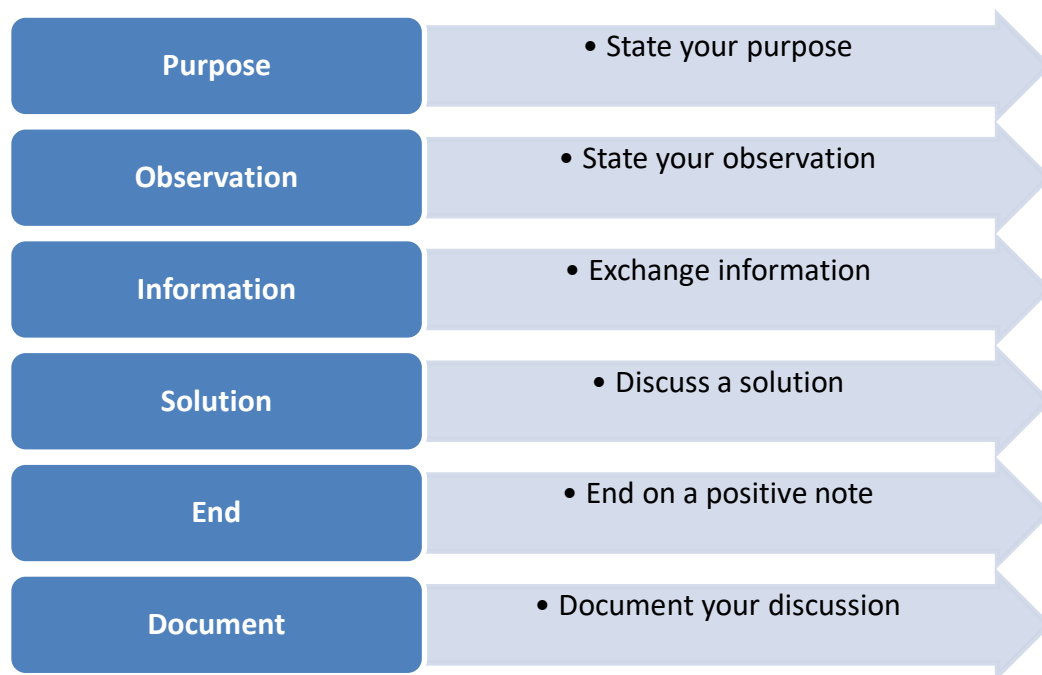 Purpose
• State your purpose
Observation
• State your observation
Information
• Exchange information
Solution
• Discuss a solution
End
• End on a positive note
Document
• Document your discussion